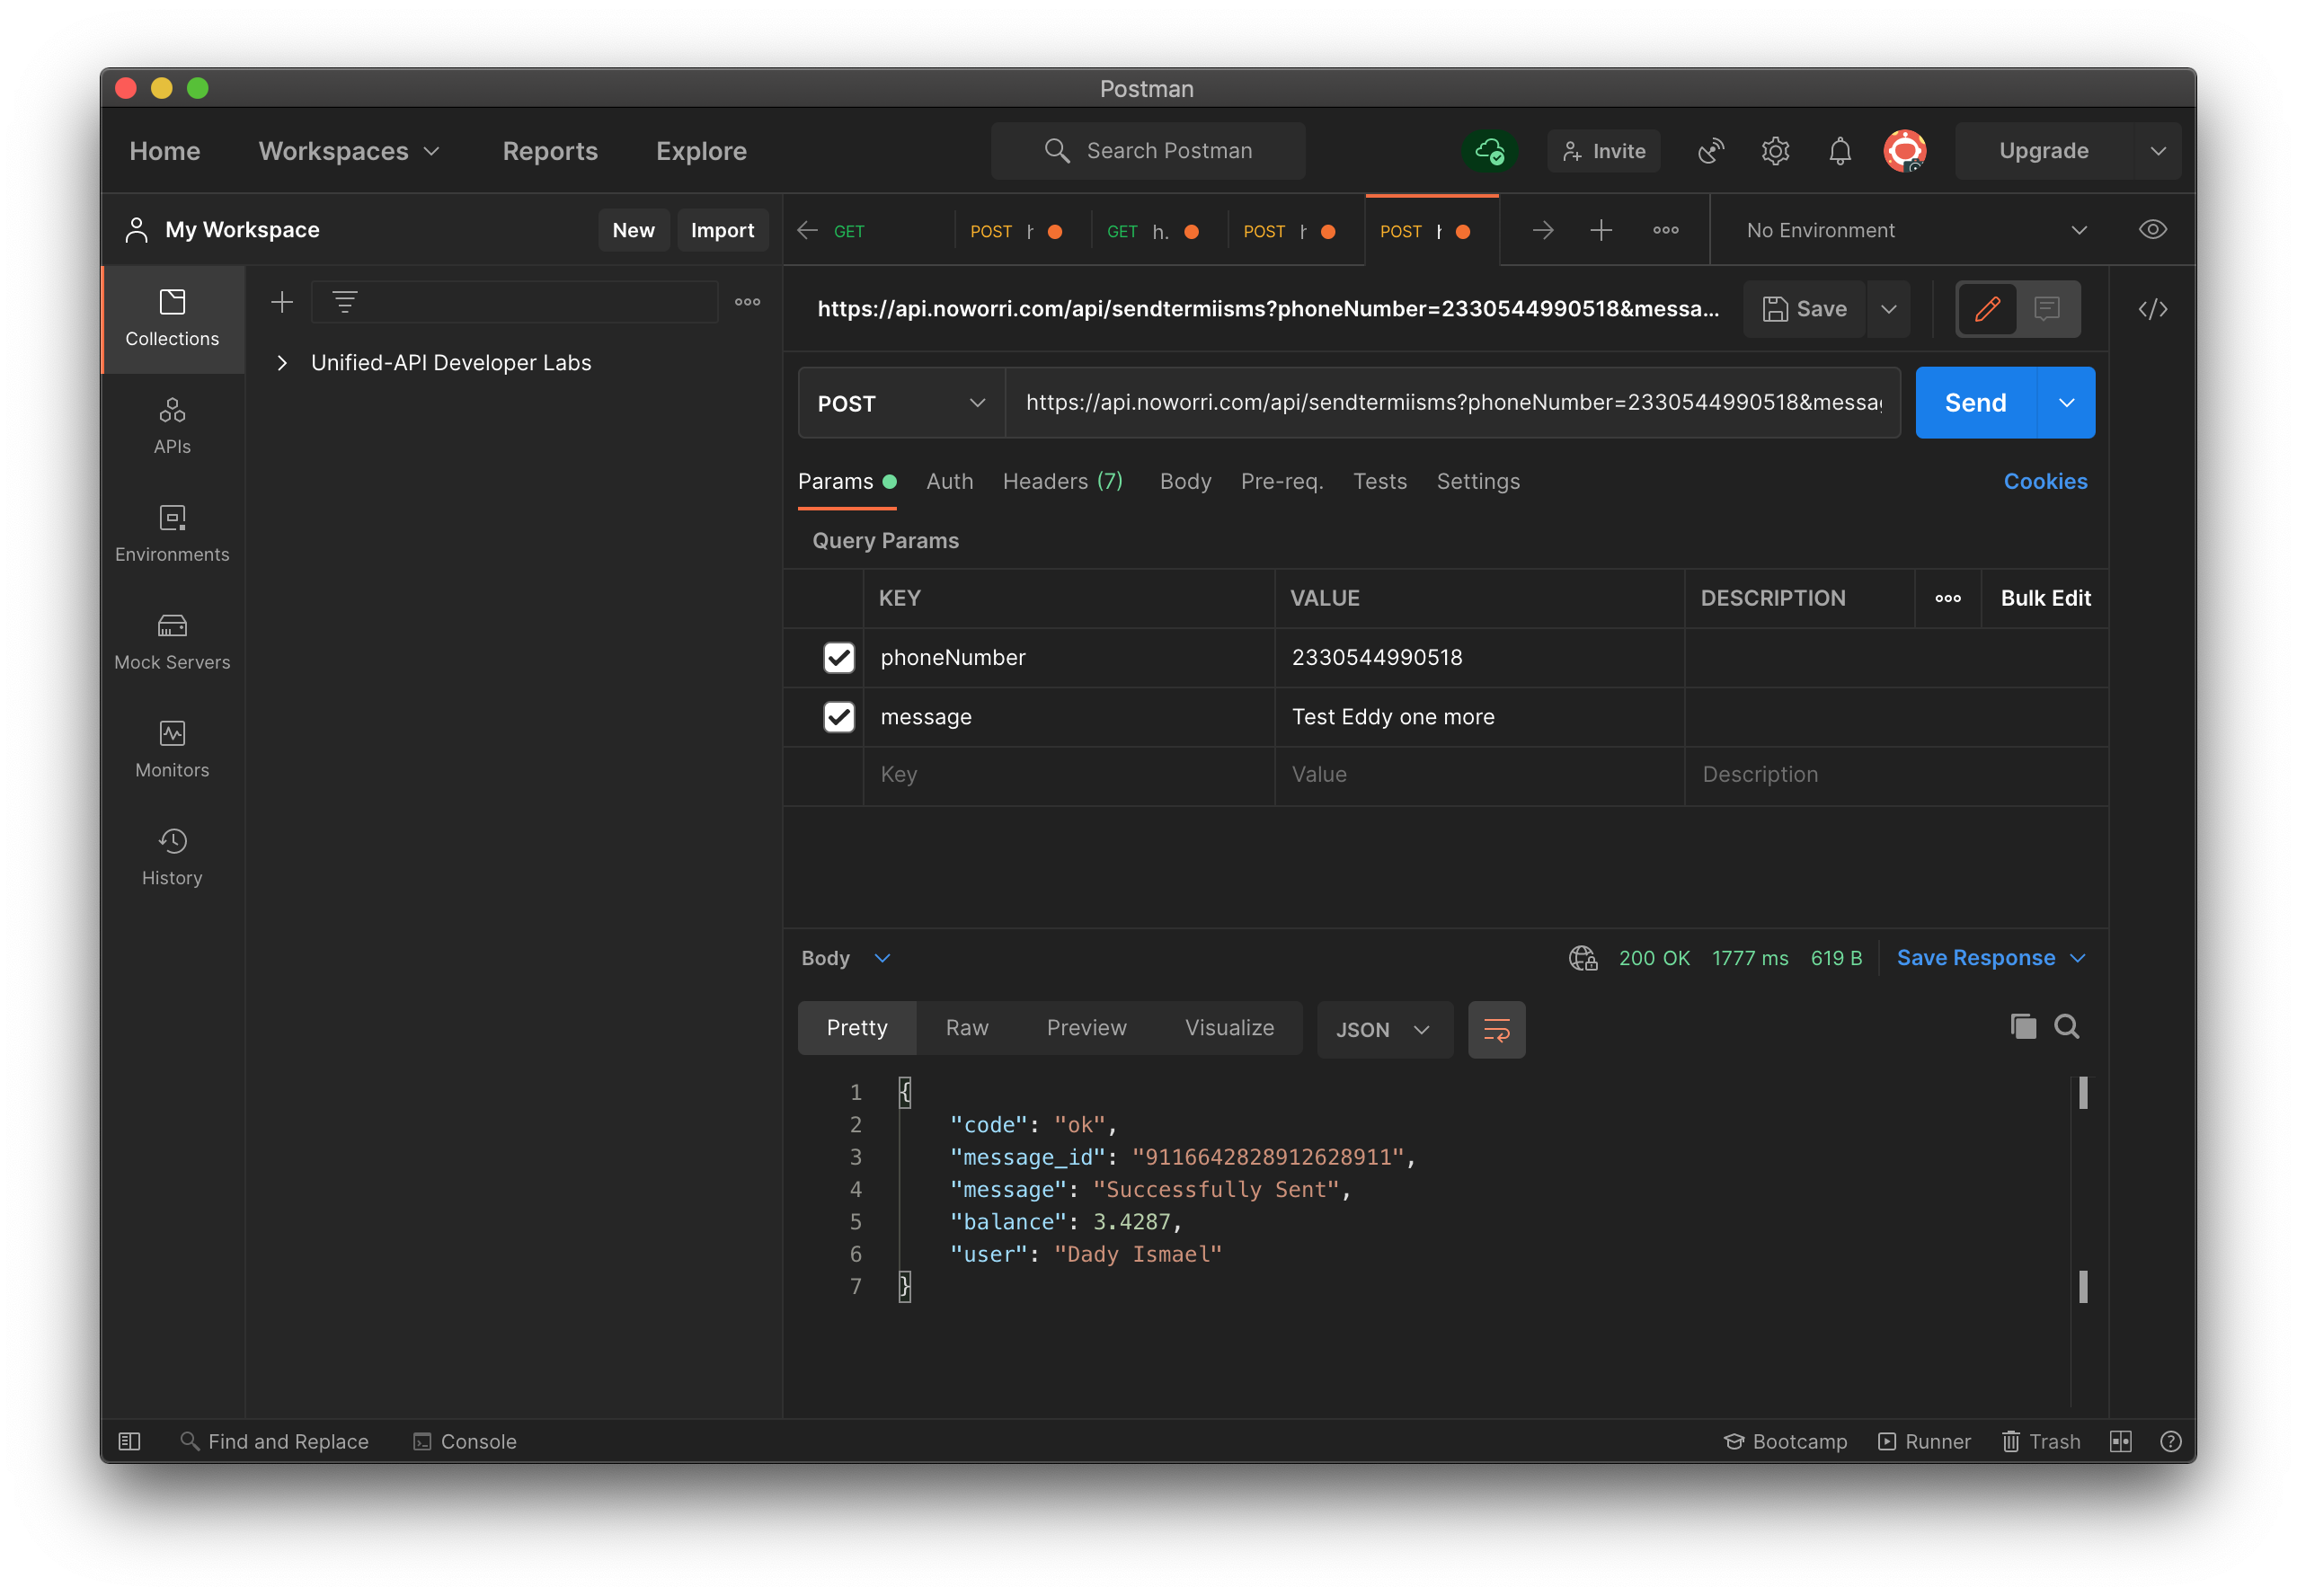 Postman
Home Workspaces Reports Explore Search Postman Invite Upgrade
My Workspace New Import GET POST GET h. POST POST No Environment
Collections
APIs
Environments
Mock Servers
Monitors
History
Unified-API Developer Labs
https://api.noworri.com/api/sendtermiisms?phoneNumber=2330544990518&messa... Save
POST https://api.noworri.com/api/sendtermiisms?phoneNumber=2330544990518&messag Send
Params Auth Headers (7) Body Pre-req. Tests Settings Cookies
Query Params
KEY VALUE DESCRIPTION Bulk Edit
phoneNumber 2330544990518
message Test Eddy one more
Key Value Description
Body 200 OK 1777 ms 619 B Save Response
Pretty Raw Preview Visualize JSON
1 {
2 "code": "ok",
3 "message_id": "9116642828912628911",
4 "message": "Successfully Sent",
5 "balance": 3.4287,
6 "user": "Dady Ismael"
7 }
Find and Replace Console Bootcamp Runner Trash